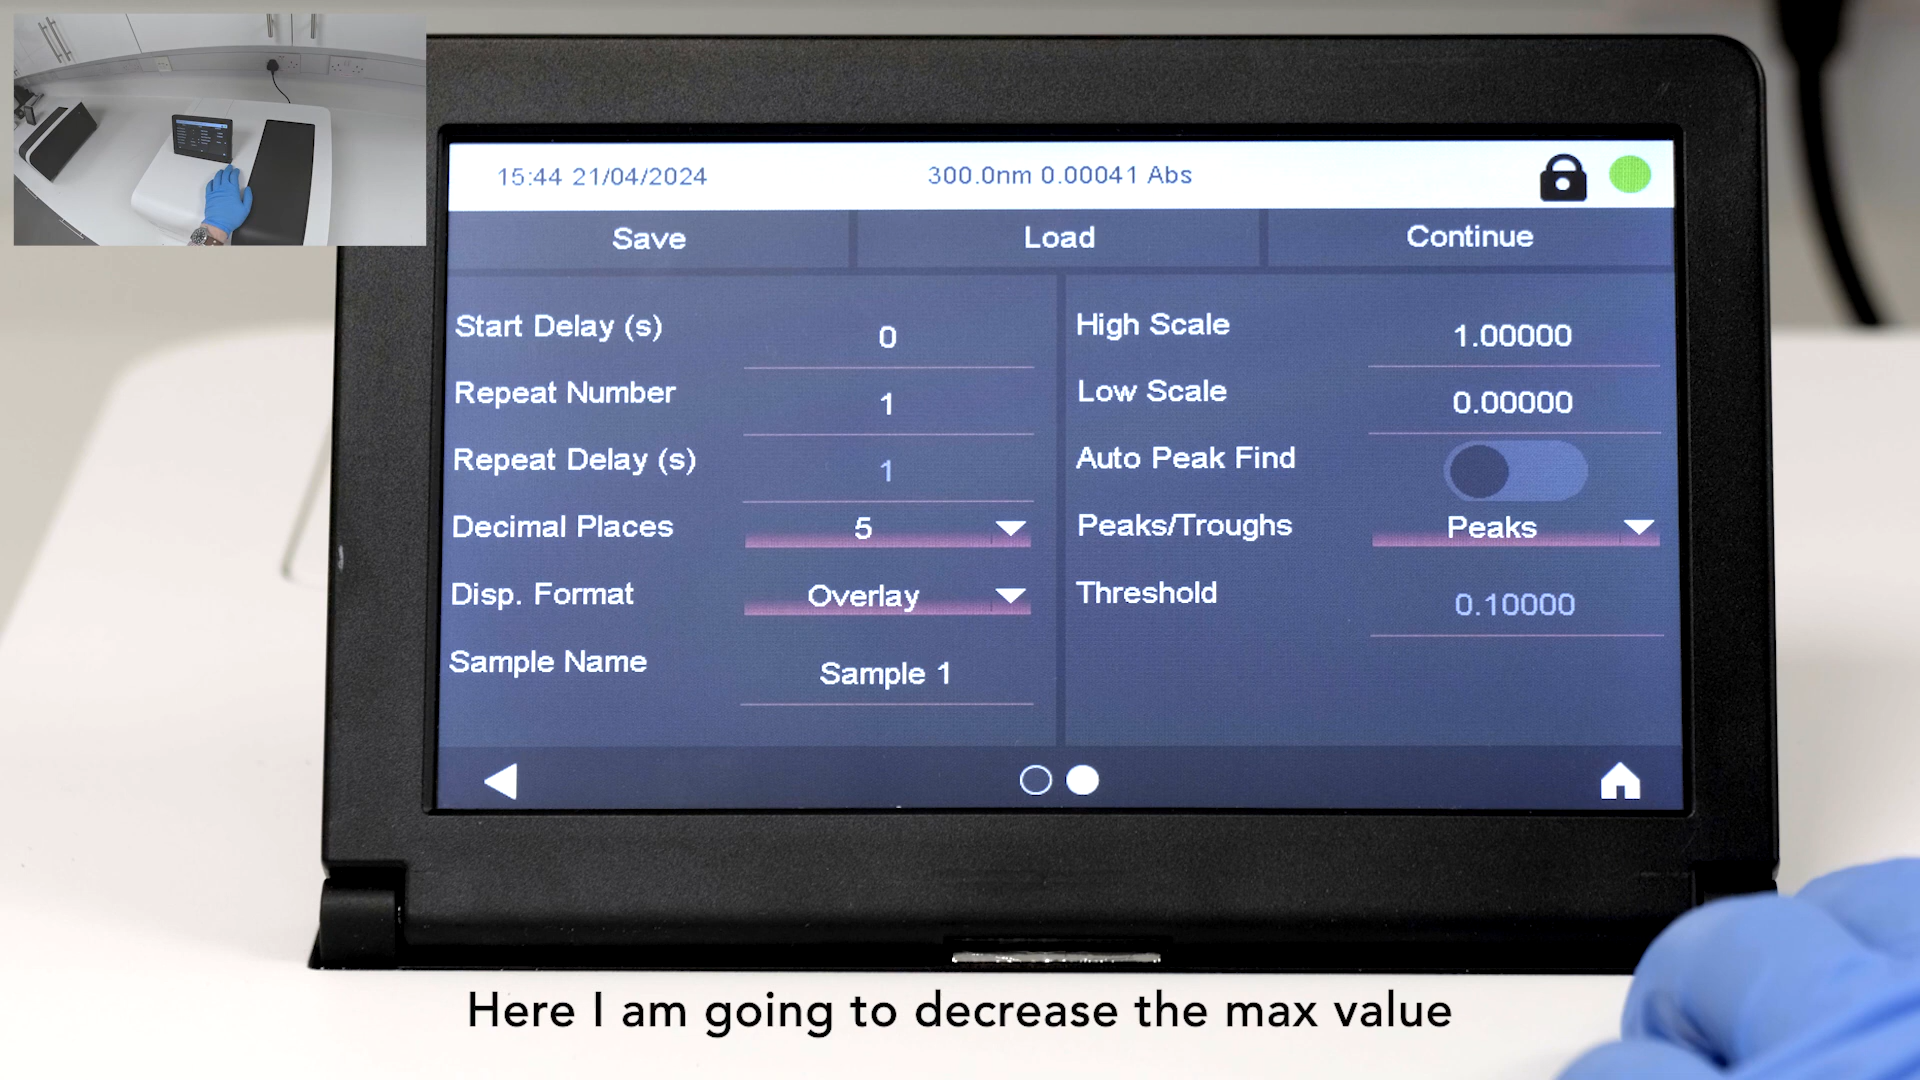 15:44 21/04/2024 300.0nm 0.00041 Abs
Save Load Continue
Start Delay (s) 0
Repeat Number 1
Repeat Delay (s) 1
Decimal Places 5
Disp. Format Overlay
Sample Name Sample 1
High Scale 1.00000
Low Scale 0.00000
Auto Peak Find
Peaks/Troughs Peaks
Threshold 0.10000
Here I am going to decrease the max value